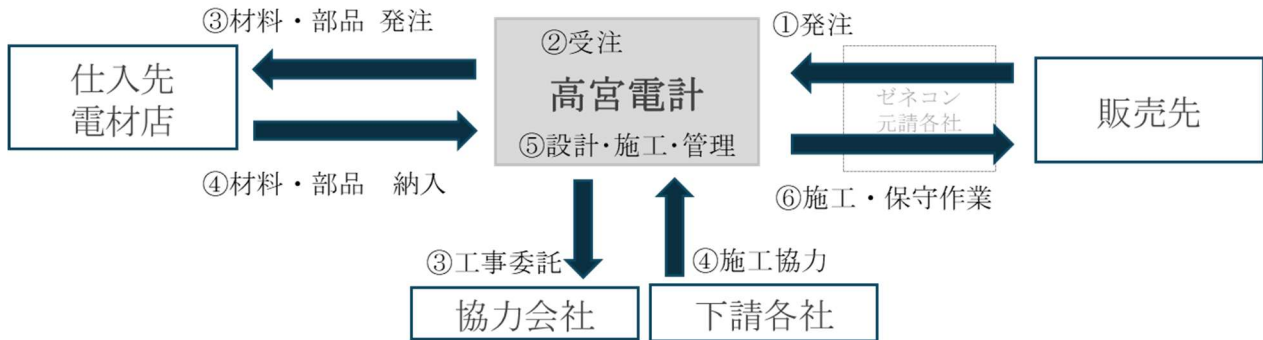 ③材料・部品 発注
①発注
仕入先
電材店
②受注
高宮電計
⑤設計・施工・管理
ゼネコン
元請各社
販売先
④材料・部品 納入
⑥施工・保守作業
③工事委託
④施工協力
協力会社
下請各社